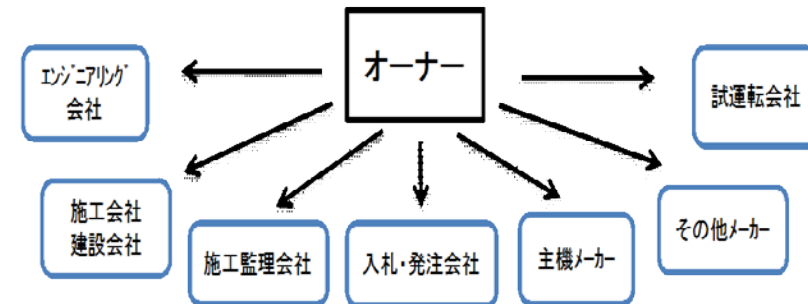 オーナー
エンジニアリング
会社
試運転会社
施工会社
建設会社
施工監理会社
入札・発注会社
主機メーカー
その他メーカー